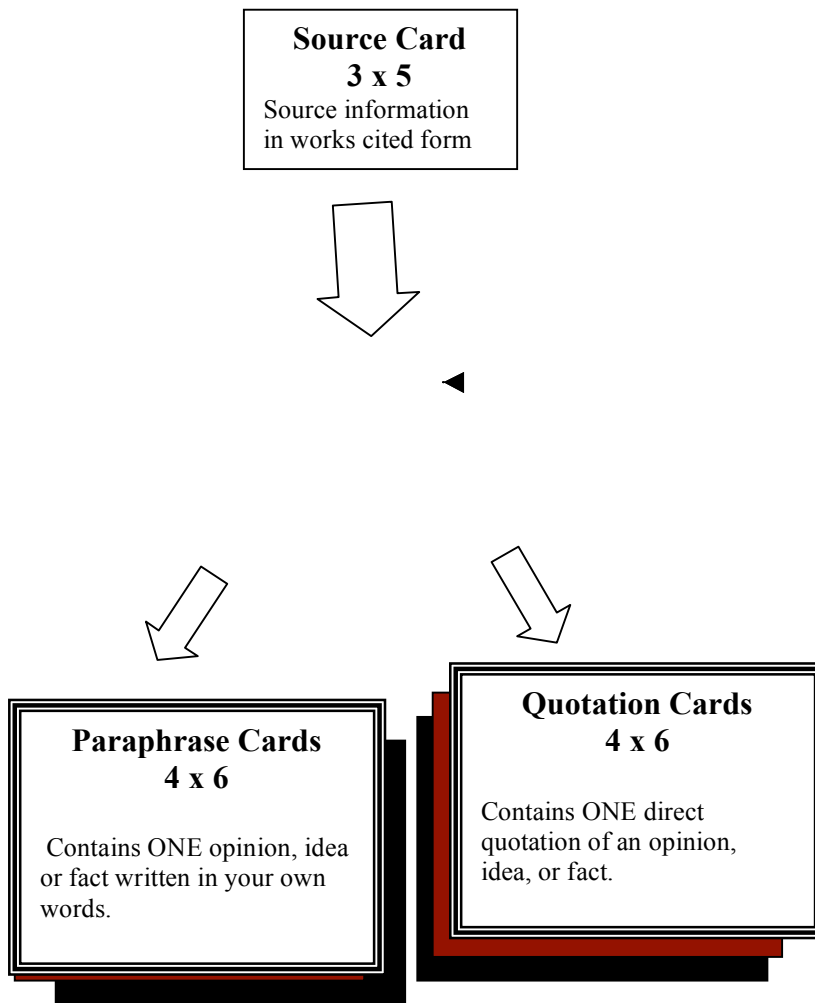 Source Card
3 x 5
Source information
in works cited form
Paraphrase Cards
4 x 6
Contains ONE opinion, idea
or fact written in your own
words.
Quotation Cards
4 x 6
Contains ONE direct
quotation of an opinion,
idea, or fact.